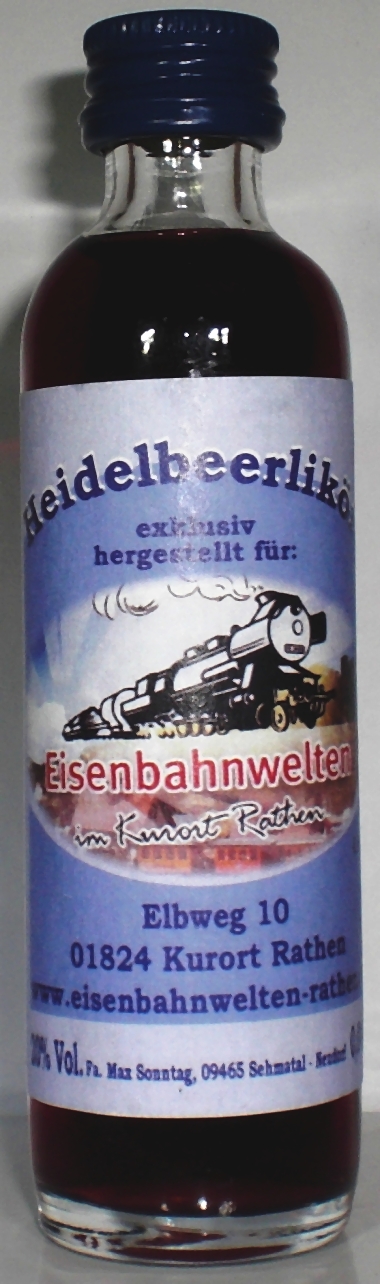 Heidelbeerlikö
exklusiv
hergestellt für:
Eisenbahnwelten
im Kurort Rathen
Elbweg 10
01824 Kurort Rathen
www.eisenbahnwelten-rathen
Vol. Fa. Max Sonntag, 09465 Sehmatal - Neudorf